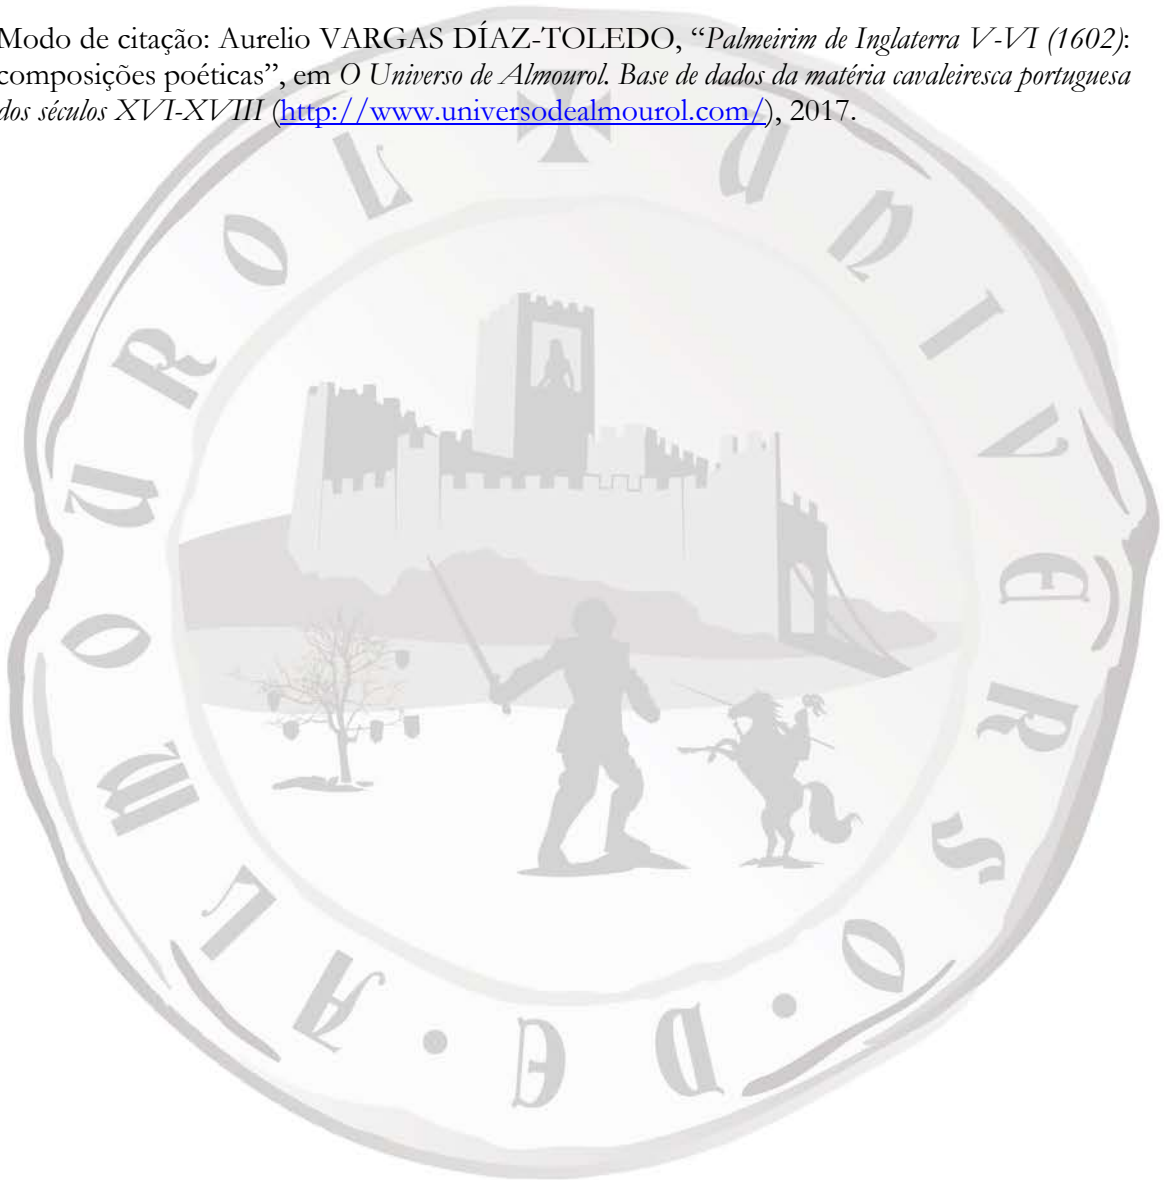 Modo de citação: Aurelio VARGAS DÍAZ-TOLEDO, “Palmeirim de Inglaterra V-VI (1602):
composições poéticas”, em O Universo de Almourol. Base de dados da matéria cavaleiresca portuguesa
dos séculos XVI-XVIII (http://www.universodealmourol.com/), 2017.
UNIVERSO · DE · ALMOUROL